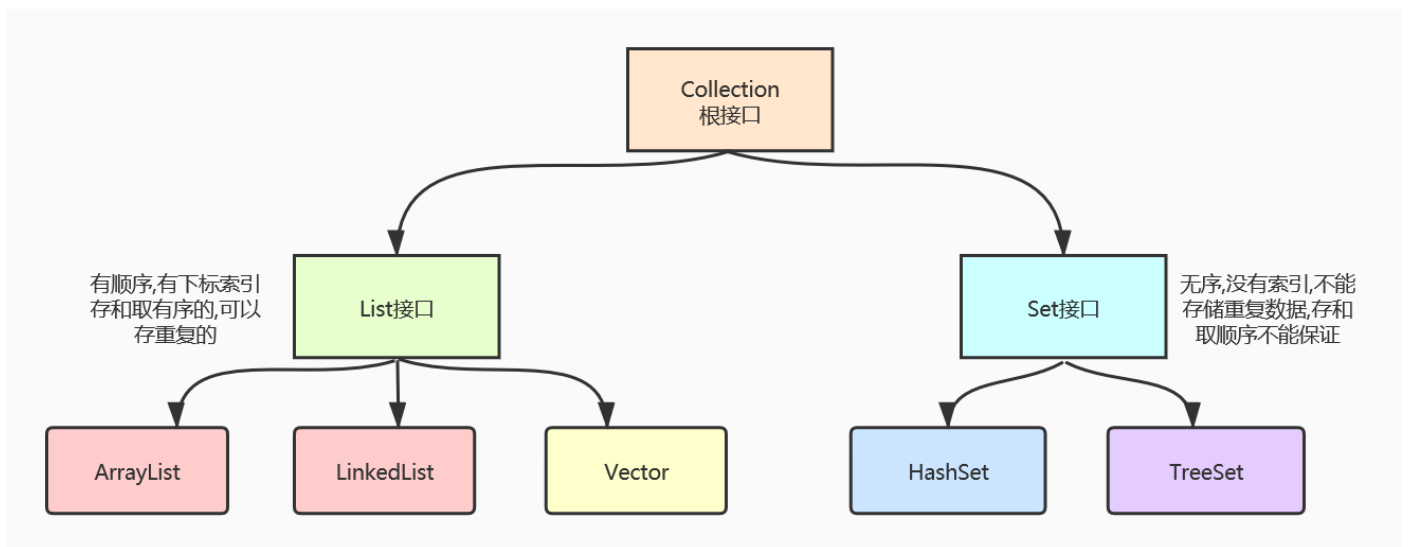 Collection
根接口
有顺序,有下标索引
存和取有序的,可以
存重复的
List接口
Set接口
无序,没有索引,不能
存储重复数据,存和
取顺序不能保证
ArrayList
LinkedList
Vector
HashSet
TreeSet